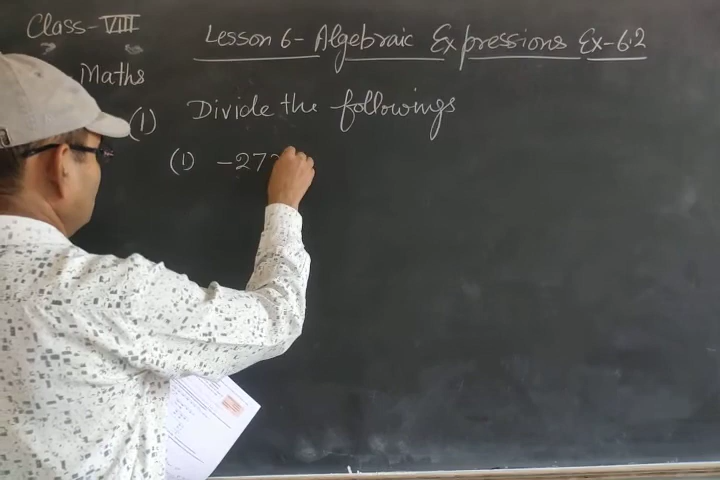 Class-VIII
Lesson 6- Algebraic Expressions Ex-6.2
Maths
(1) Divide the followings
(1) -27